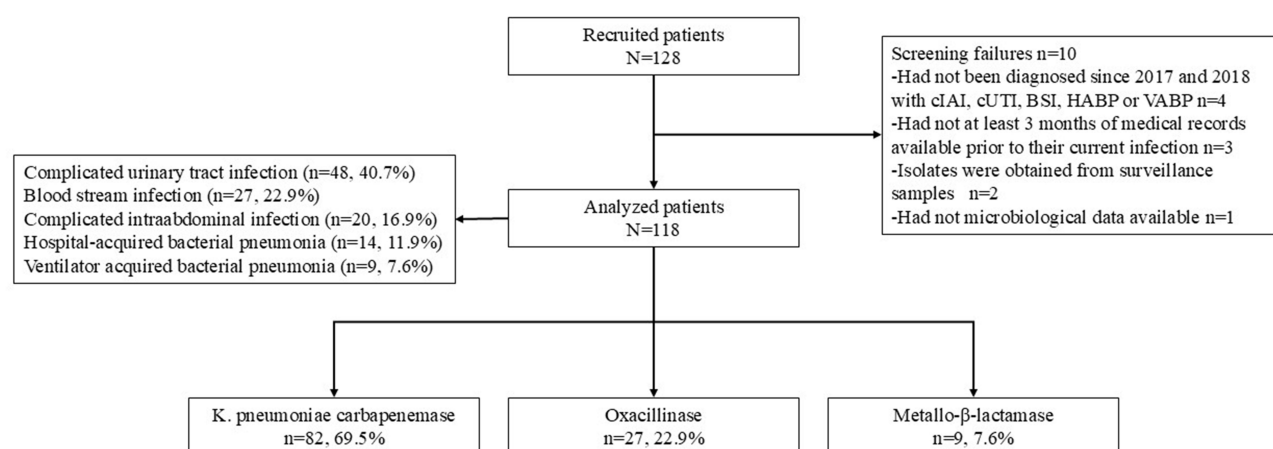 Recruited patients
N=128
Screening failures n=10
-Had not been diagnosed since 2017 and 2018
with cIAI, cUTI, BSI, HABP or VABP n=4
-Had not at least 3 months of medical records
available prior to their current infection n=3
-Isolates were obtained from surveillance
samples n=2
-Had not microbiological data available n=1
Complicated urinary tract infection (n=48, 40.7%)
Blood stream infection (n=27, 22.9%)
Complicated intraabdominal infection (n=20, 16.9%)
Hospital-acquired bacterial pneumonia (n=14, 11.9%)
Ventilator acquired bacterial pneumonia (n=9, 7.6%)
Analyzed patients
N=118
K. pneumoniae carbapenemase
n=82, 69.5%
Oxacillinase
n=27, 22.9%
Metallo-β-lactamase
n=9, 7.6%